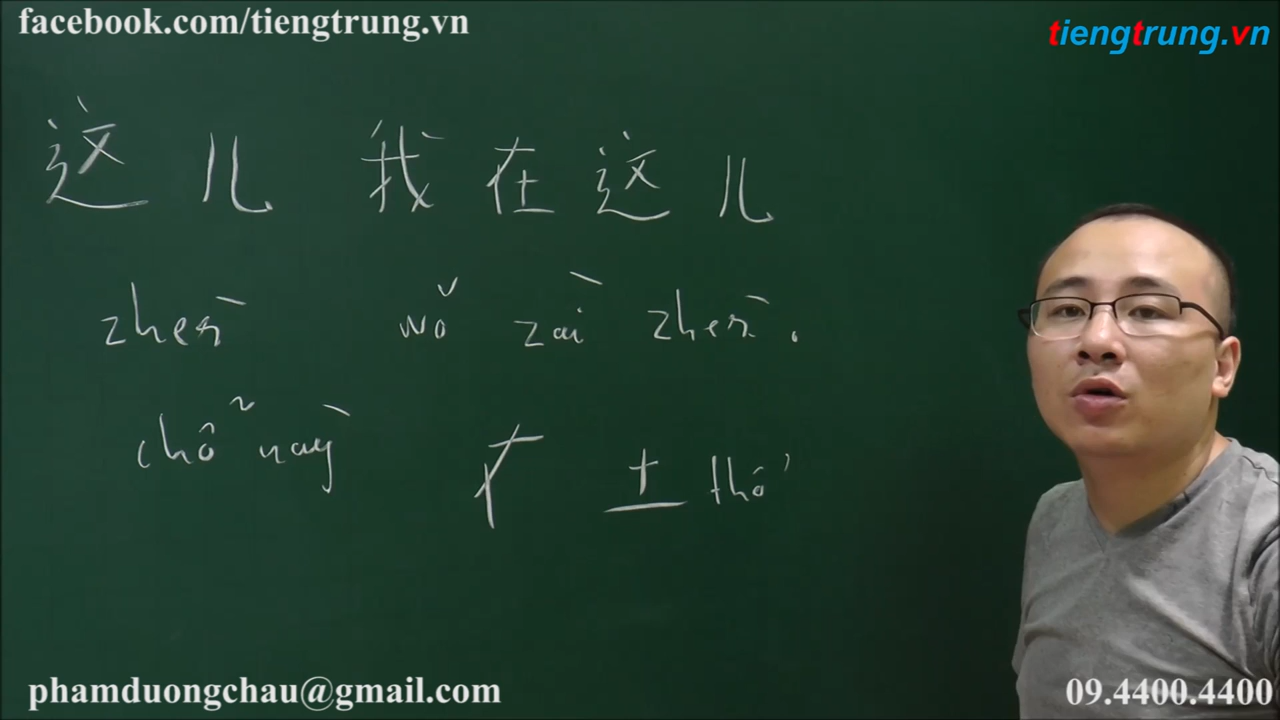 facebook.com/tiengtrung.vn
tiengtrung.vn
这儿 我在这儿
zhèr wǒ zài zhèr.
chỗ này
土 thổ
phamduongchau@gmail.com
09.4400.4400